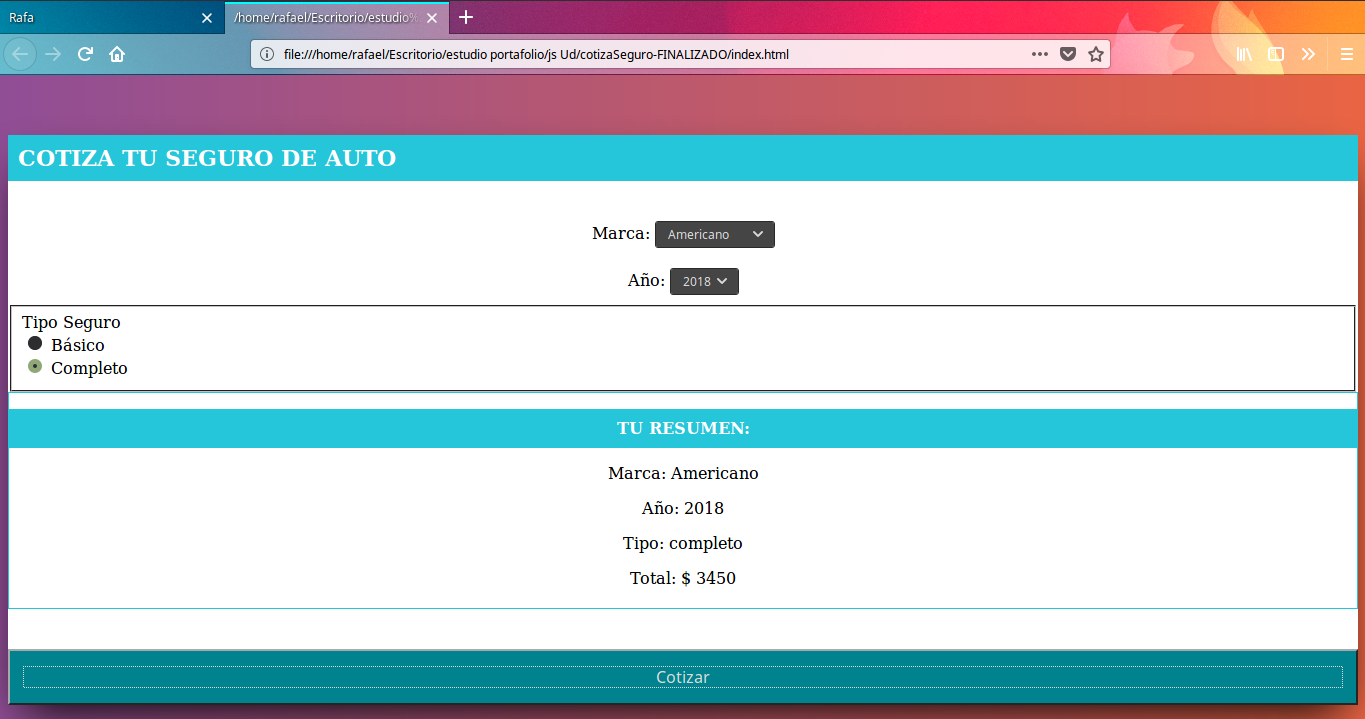 Rafa
/home/rafael/Escritorio/estudio%
file:///home/rafael/Escritorio/estudio portafolio/js Ud/cotizaSeguro-FINALIZADO/index.html
COTIZA TU SEGURO DE AUTO
Marca: Americano
Año: 2018
Tipo Seguro
Básico
Completo
TU RESUMEN:
Marca: Americano
Año: 2018
Tipo: completo
Total: $ 3450
Cotizar